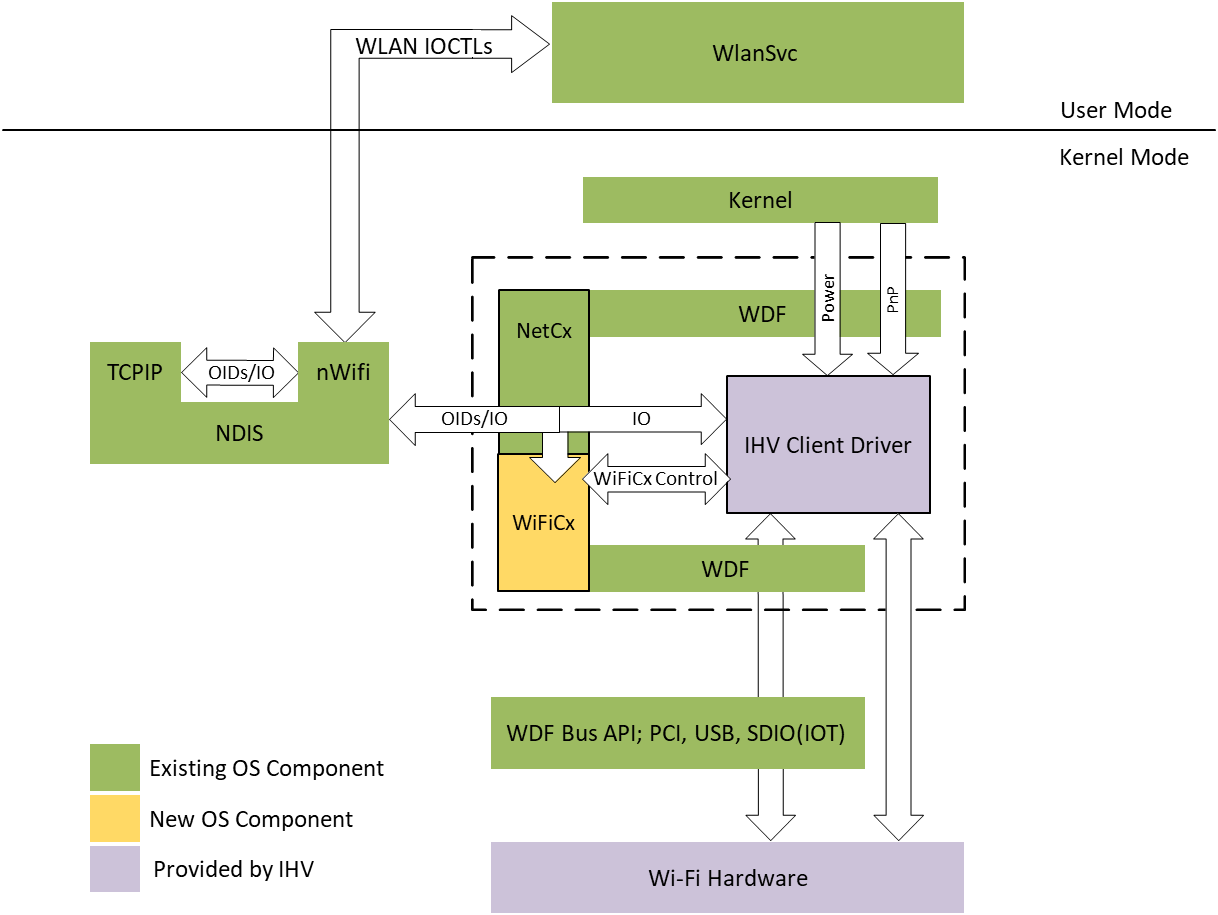 WLAN IOCTLs
WlanSvc
User Mode
Kernel Mode
Kernel
Power
PnP
NetCx
WDF
TCPIP
OIDs/IO
nWifi
NDIS
OIDs/IO
IO
IHV Client Driver
WiFiCx Control
WiFiCx
WDF
WDF Bus API; PCI, USB, SDIO(IOT)
Existing OS Component
New OS Component
Provided by IHV
Wi-Fi Hardware